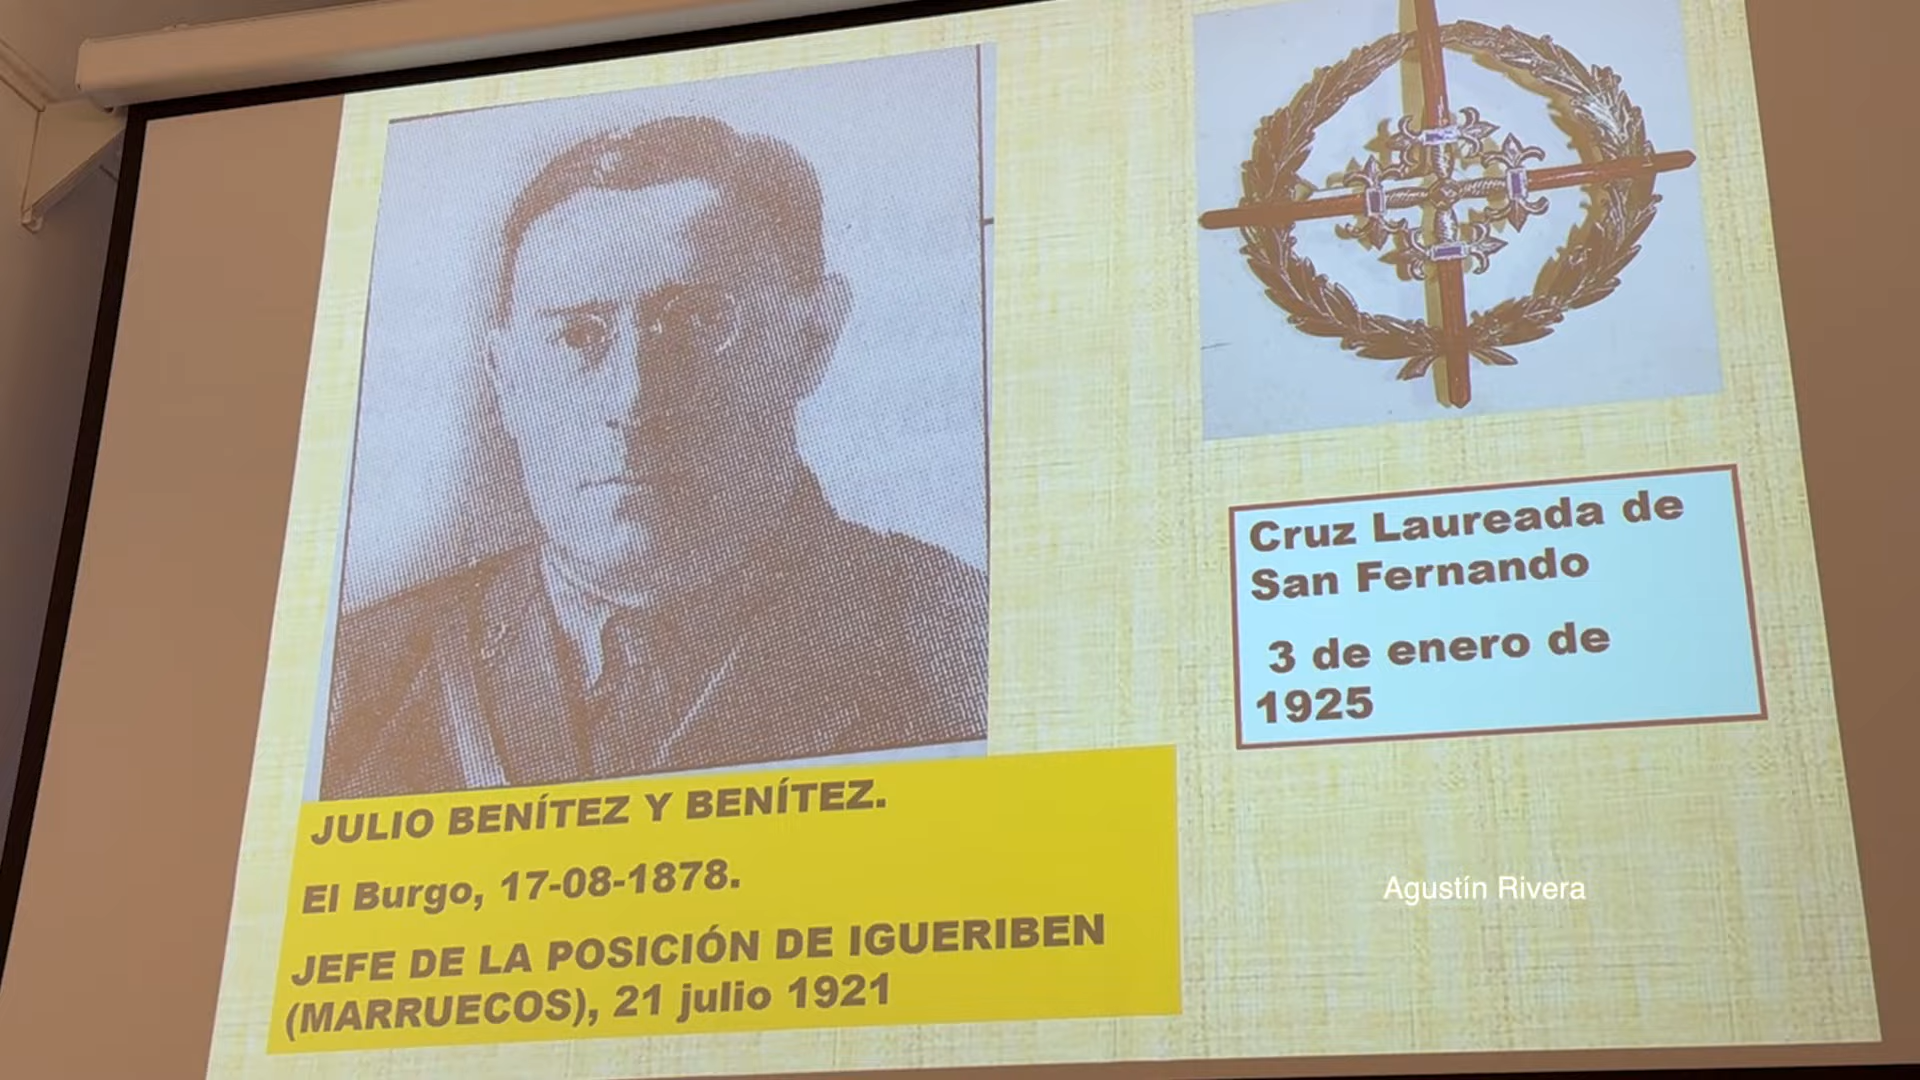 JULIO BENÍTEZ Y BENÍTEZ.
El Burgo, 17-08-1878.
JEFE DE LA POSICIÓN DE IGUERIBEN
(MARRUECOS), 21 julio 1921
Cruz Laureada de
San Fernando
3 de enero de
1925
Agustín Rivera